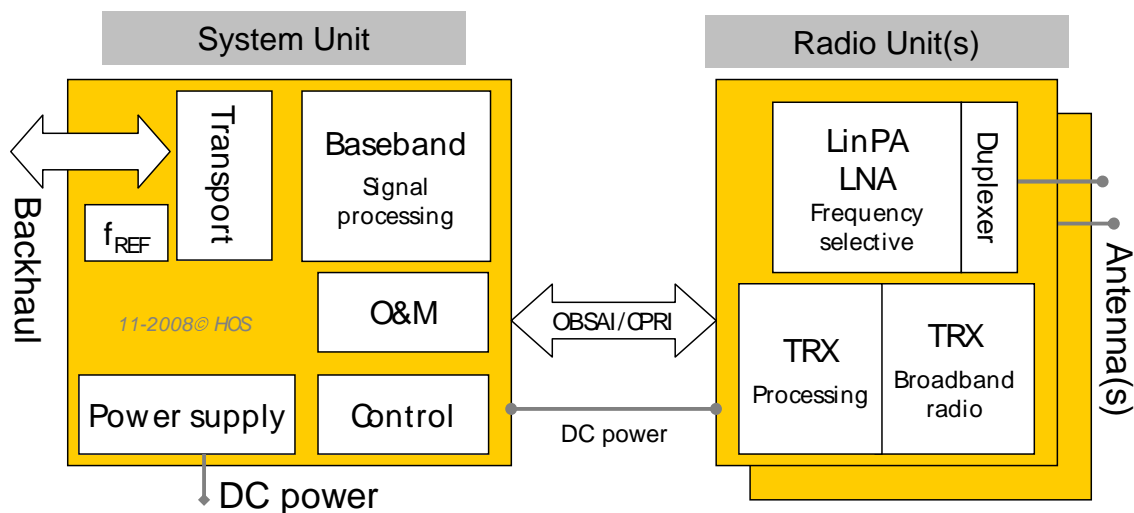 System Unit
Radio Unit(s)
Backhaul
Transport
fREF
Baseband
Signal
processing
11-2008© HOS
O&M
Power supply
Control
DC power
OBSAI/CPRI
DC power
LinPA
LNA
Frequency
selective
Duplexer
TRX
Processing
TRX
Broadband
radio
Antenna(s)